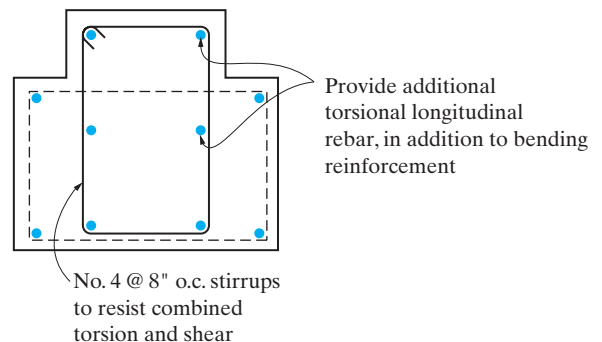 Provide additional
torsional longitudinal
rebar, in addition to bending
reinforcement
No. 4 @ 8" o.c. stirrups
to resist combined
torsion and shear